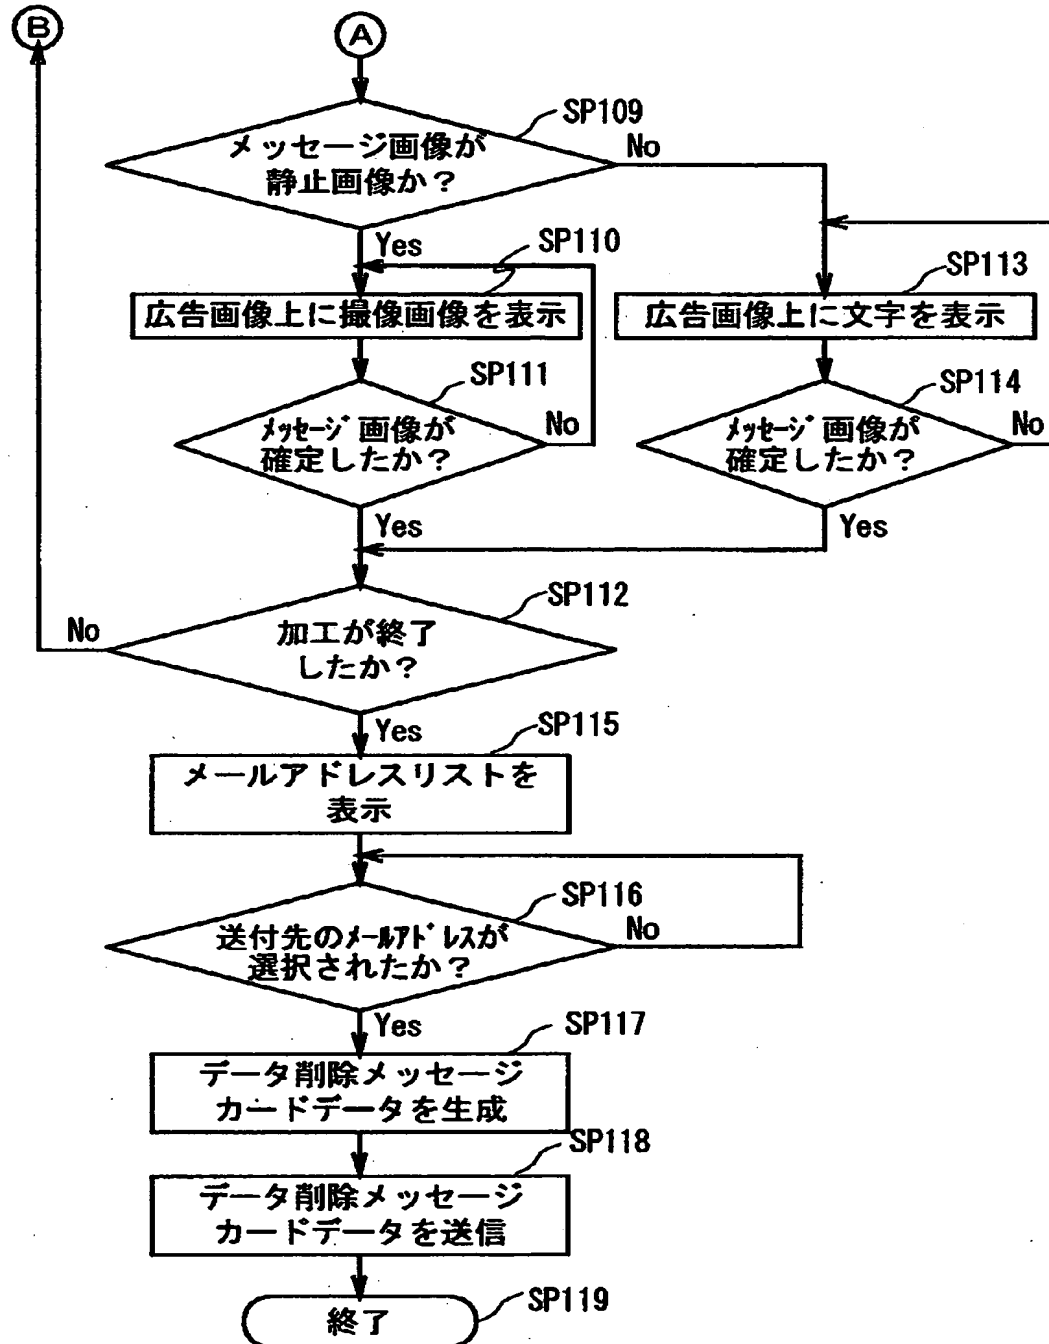 B
A
SP109
メッセージ画像が
静止画像か？
No
Yes
SP110
広告画像上に撮像画像を表示
SP111
メッセージ画像が
確定したか？
No
Yes
SP113
広告画像上に文字を表示
SP114
メッセージ画像が
確定したか？
No
Yes
SP112
加工が終了
したか？
No
Yes
SP115
メールアドレスリストを
表示
SP116
送付先のメールアドレスが
選択されたか？
No
Yes
SP117
データ削除メッセージ
カードデータを生成
SP118
データ削除メッセージ
カードデータを送信
SP119
終了